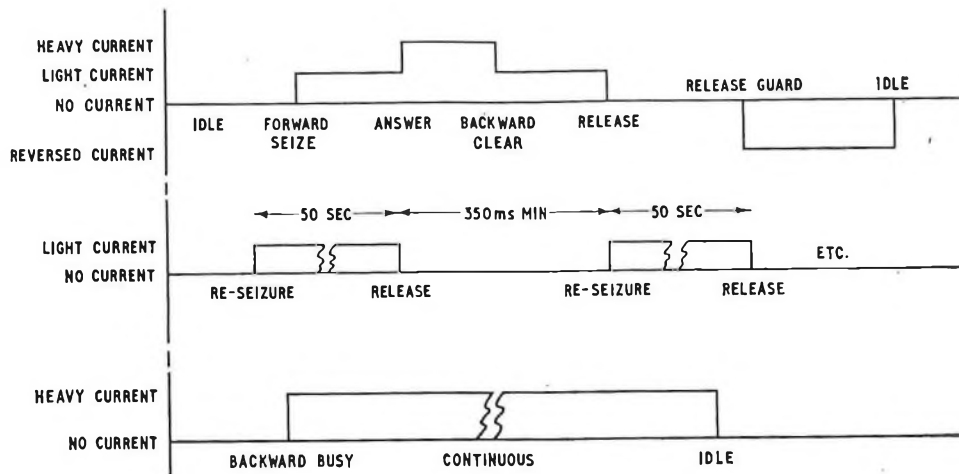 HEAVY CURRENT
LIGHT CURRENT
NO CURRENT
RELEASE GUARD IDLE
IDLE FORWARD SEIZE ANSWER BACKWARD CLEAR RELEASE
REVERSED CURRENT
50 SEC 350ms MIN 50 SEC
LIGHT CURRENT
NO CURRENT
ETC.
RE-SEIZURE RELEASE RE-SEIZURE RELEASE
HEAVY CURRENT
NO CURRENT
BACKWARD BUSY CONTINUOUS IDLE